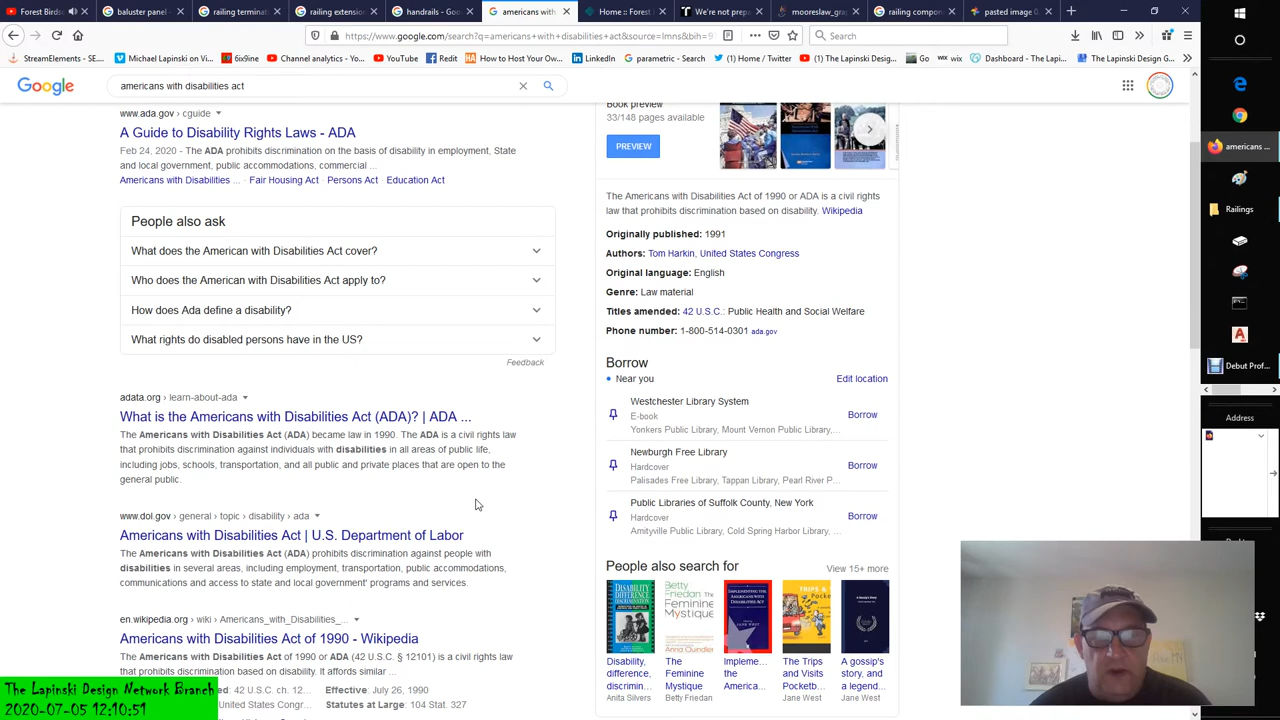 Forest Birds
baluster panel
railing termina
railing extensio
handrails - Goo
americans with
Home :: Forest
We're not prepa
mooreslaw_gra
railing compon
pasted image 0
https://www.google.com/search?q=americans+with+disabilities+act&source=lmns&bih=9
Search
StreamElements - SE...
Michael Lapinski on V...
6ix9ine
Channel analytics - Yo...
YouTube
Redit
How to Host Your Ow...
LinkedIn
parametric - Search
(1) The Lapinski Desig...
(1) Home / Twitter
wix
Dashboard - The Lapi...
The Lapinski Design G...
Google
americans with disabilities act
www.ada.gov › cguide
A Guide to Disability Rights Laws - ADA
Feb 24, 2020 - The ADA prohibits discrimination on the basis of disability in employment, State
and local government, public accommodations, commercial ...
Americans with Disabilities ... · Fair Housing Act · Persons Act · Education Act
People also ask
What does the American with Disabilities Act cover?
Who does the American with Disabilities Act apply to?
How does Ada define a disability?
What rights do disabled persons have in the US?
Feedback
adata.org › learn-about-ada
What is the Americans with Disabilities Act (ADA)? | ADA ...
The Americans with Disabilities Act (ADA) became law in 1990. The ADA is a civil rights law
that prohibits discrimination against individuals with disabilities in all areas of public life,
including jobs, schools, transportation, and all public and private places that are open to the
general public.
www.dol.gov › general › topic › disability › ada
Americans with Disabilities Act | U.S. Department of Labor
The Americans with Disabilities Act (ADA) prohibits discrimination against people with
disabilities in several areas, including employment, transportation, public accommodations,
communications and access to state and local government' programs and services.
en.wikipedia.org › wiki › Americans_with_Disabilities_...
Americans with Disabilities Act of 1990 - Wikipedia
The Americans with Disabilities Act of 1990 or ADA (42 U.S.C. § 12101) is a civil rights law
that prohibits discrimination based on disability. It affords similar ...
42 U.S.C. ch. 12... Effective: July 26, 1990
Statutes at Large: 104 Stat. 327
Book preview
33/148 pages available
PREVIEW
The Americans with Disabilities Act of 1990 or ADA is a civil rights
law that prohibits discrimination based on disability. Wikipedia
Originally published: 1991
Authors: Tom Harkin, United States Congress
Original language: English
Genre: Law material
Titles amended: 42 U.S.C.: Public Health and Social Welfare
Phone number: 1-800-514-0301 ada.gov
Borrow
Near you
Edit location
Westchester Library System
E-book
Yonkers Public Library, Mount Vernon Public Library,...
Borrow
Newburgh Free Library
Hardcover
Palisades Free Library, Tappan Library, Pearl River P...
Borrow
Public Libraries of Suffolk County, New York
Hardcover
Amityville Public Library, Cold Spring Harbor Library, ...
Borrow
People also search for
View 15+ more
Disability,
difference,
discrimin...
Anita Silvers
The
Feminine
Mystique
Betty Friedan
Impleme...
the
America...
Jane West
The Trips
and Visits
Pocketb...
A gossip's
story, and
a legend...
Jane West
americans ...
Railings
Debut Prof...
Address
The Lapinski Design Network Branch
2020-07-05 12:10:51